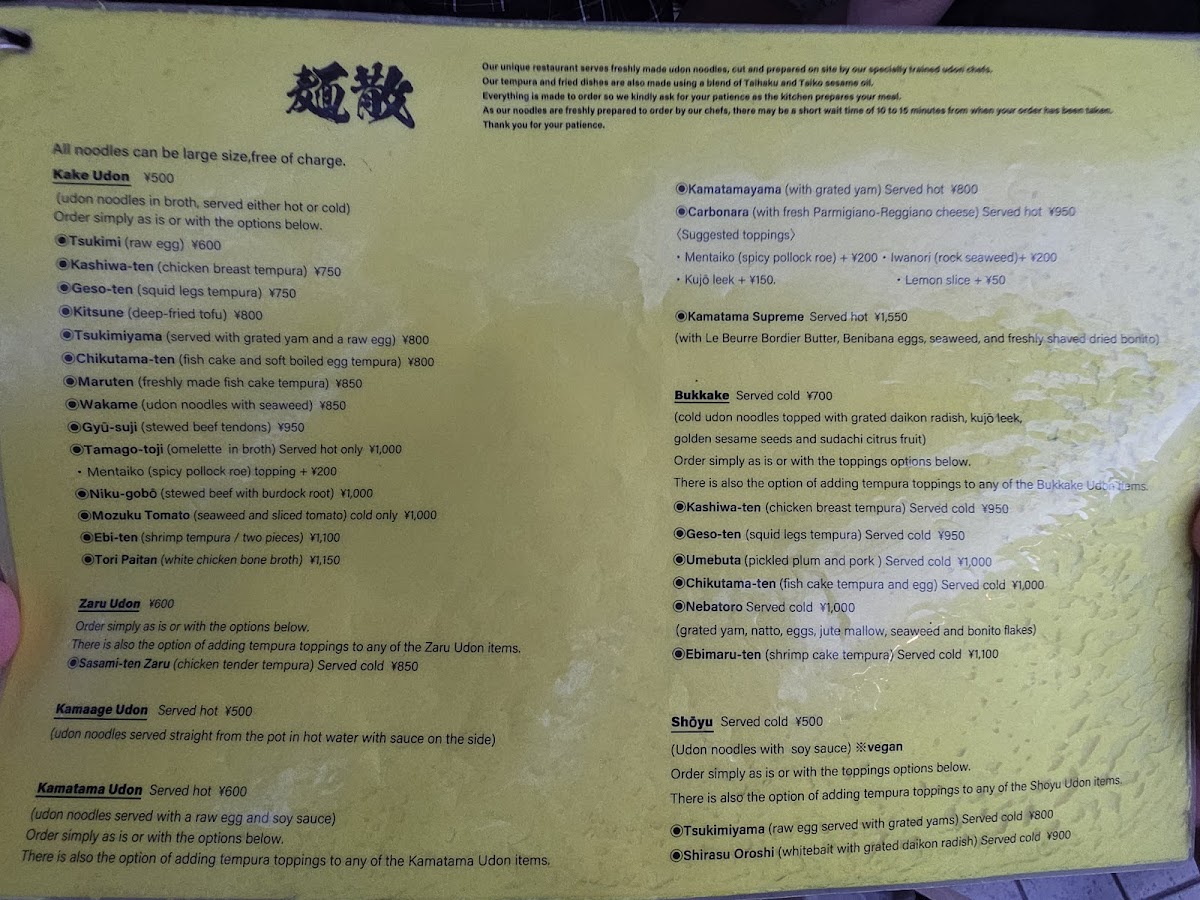 麺散
Our unique restaurant serves freshly made udon noodles, cut and prepared on site by our specially trained udon chefs.
Our tempura and fried dishes are also made using a blend of Taihaku and Taiko sesame oil.
Everything is made to order so we kindly ask for your patience as the kitchen prepares your meal.
As our noodles are freshly prepared to order by our chefs, there may be a short wait time of 10 to 15 minutes from when your order has been taken.
Thank you for your patience.
All noodles can be large size,free of charge.
Kake Udon ¥500
(udon noodles in broth, served either hot or cold)
Order simply as is or with the options below.
◉Tsukimi (raw egg) ¥600
◉Kashiwa-ten (chicken breast tempura) ¥750
◉Geso-ten (squid legs tempura) ¥750
◉Kitsune (deep-fried tofu) ¥800
◉Tsukimiyama (served with grated yam and a raw egg) ¥800
◉Chikutama-ten (fish cake and soft boiled egg tempura) ¥800
◉Maruten (freshly made fish cake tempura) ¥850
◉Wakame (udon noodles with seaweed) ¥850
◉Gyū-suji (stewed beef tendons) ¥950
◉Tamago-toji (omelette in broth) Served hot only ¥1,000
・Mentaiko (spicy pollock roe) topping + ¥200
◉Niku-gobō (stewed beef with burdock root) ¥1,000
◉Mozuku Tomato (seaweed and sliced tomato) cold only ¥1,000
◉Ebi-ten (shrimp tempura / two pieces) ¥1,100
◉Tori Paitan (white chicken bone broth) ¥1,150
Zaru Udon ¥600
Order simply as is or with the options below.
There is also the option of adding tempura toppings to any of the Zaru Udon items.
◉Sasami-ten Zaru (chicken tender tempura) Served cold ¥850
Kamaage Udon Served hot ¥500
(udon noodles served straight from the pot in hot water with sauce on the side)
Kamatama Udon Served hot ¥600
(udon noodles served with a raw egg and soy sauce)
Order simply as is or with the options below.
There is also the option of adding tempura toppings to any of the Kamatama Udon items.
◉Kamatamayama (with grated yam) Served hot ¥800
◉Carbonara (with fresh Parmigiano-Reggiano cheese) Served hot ¥950
〈Suggested toppings〉
・Mentaiko (spicy pollock roe) + ¥200・Iwanori (rock seaweed)+ ¥200
・Kujō leek + ¥150. ・Lemon slice + ¥50
◉Kamatama Supreme Served hot ¥1,550
(with Le Beurre Bordier Butter, Benibana eggs, seaweed, and freshly shaved dried bonito)
Bukkake Served cold ¥700
(cold udon noodles topped with grated daikon radish, kujō leek,
golden sesame seeds and sudachi citrus fruit)
Order simply as is or with the toppings options below.
There is also the option of adding tempura toppings to any of the Bukkake Udon items.
◉Kashiwa-ten (chicken breast tempura) Served cold ¥950
◉Geso-ten (squid legs tempura) Served cold ¥950
◉Umebuta (pickled plum and pork ) Served cold ¥1,000
◉Chikutama-ten (fish cake tempura and egg) Served cold ¥1,000
◉Nebatoro Served cold ¥1,000
(grated yam, natto, eggs, jute mallow, seaweed and bonito flakes)
◉Ebimaru-ten (shrimp cake tempura) Served cold ¥1,100
Shōyu Served cold ¥500
(Udon noodles with soy sauce) ※vegan
Order simply as is or with the toppings options below.
There is also the option of adding tempura toppings to any of the Shoyu Udon items.
◉Tsukimiyama (raw egg served with grated yams) Served cold ¥800
◉Shirasu Oroshi (whitebait with grated daikon radish) Served cold ¥900